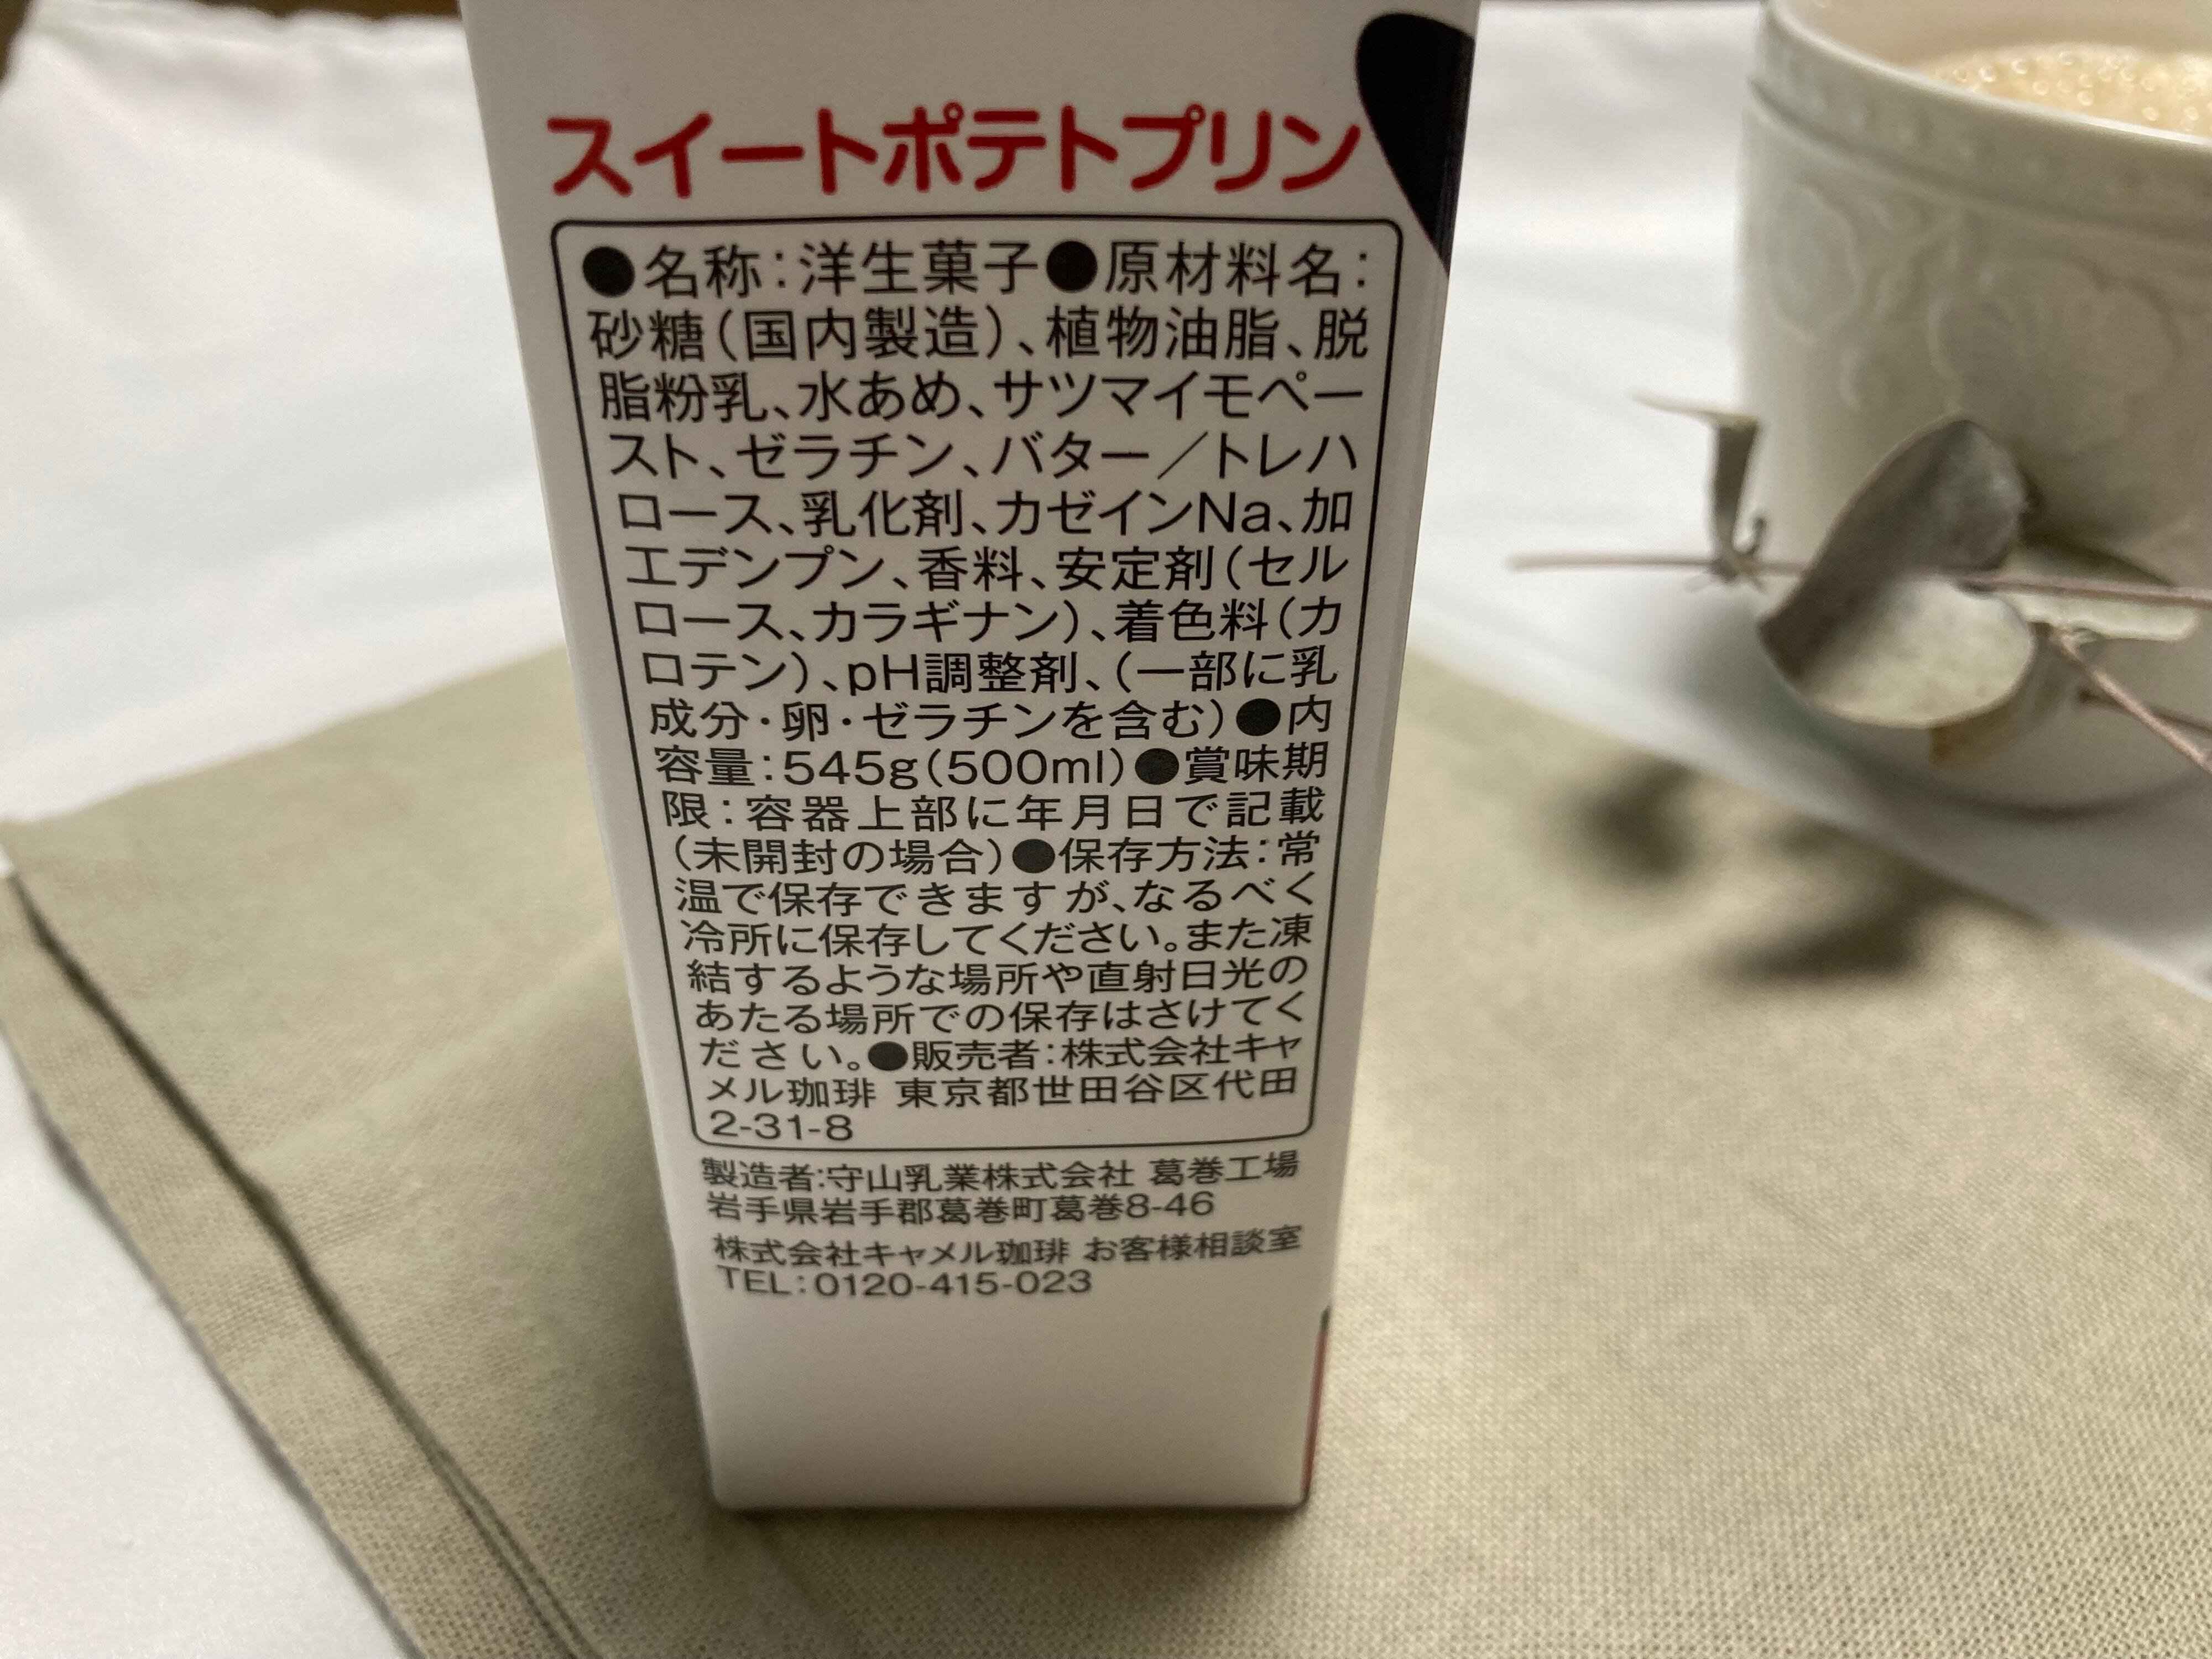 スイートポテトプリン
●名称：洋生菓子●原材料名：
砂糖（国内製造）、植物油脂、脱
脂粉乳、水あめ、サツマイモペー
スト、ゼラチン、バター／トレハ
ロース、乳化剤、カゼインNa、加
工デンプン、香料、安定剤（セル
ロース、カラギナン）、着色料（カ
ロテン）、pH調整剤、（一部に乳
成分・卵・ゼラチンを含む）●内
容量：545g（500ml）●賞味期
限：容器上部に年月日で記載
（未開封の場合）●保存方法：常
温で保存できますが、なるべく
冷所に保存してください。また凍
結するような場所や直射日光の
あたる場所での保存はさけてく
ださい。●販売者：株式会社キャ
メル珈琲 東京都世田谷区代田
2-31-8
製造者：守山乳業株式会社 葛巻工場
岩手県岩手郡葛巻町葛巻8-46
株式会社キャメル珈琲 お客様相談室
TEL：0120-415-023